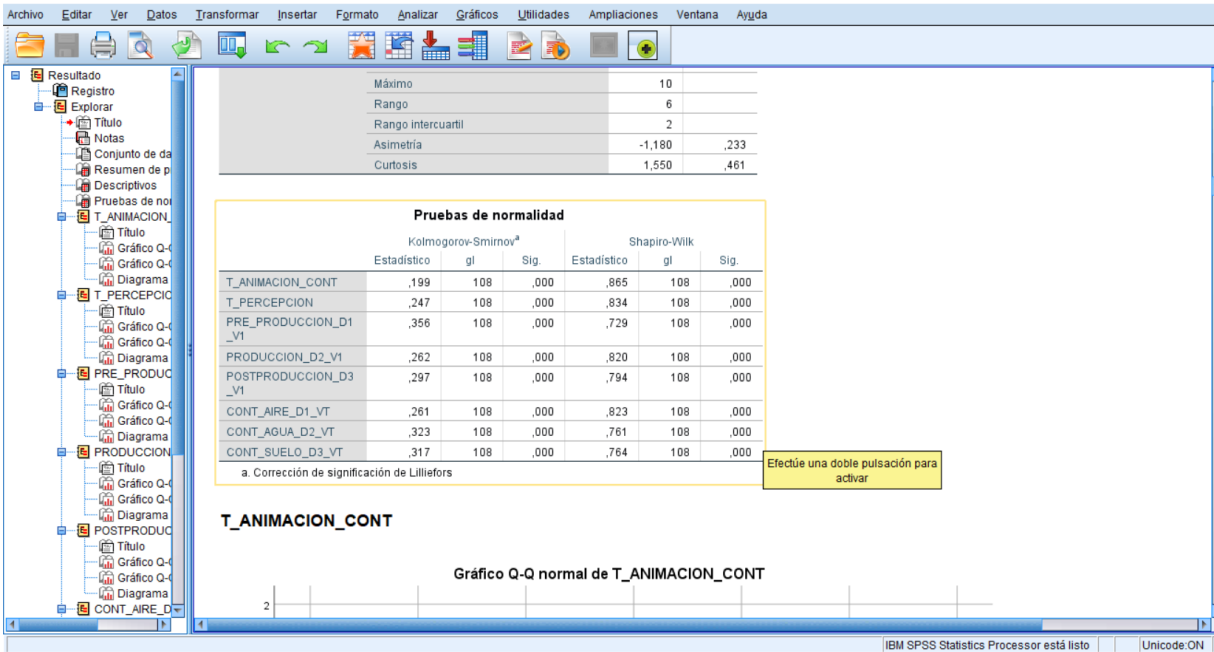 Archivo Editar Ver Datos Transformar Insertar Formato Analizar Gráficos Utilidades Ampliaciones Ventana Ayuda
Resultado
Registro
Explorar
Título
Notas
Conjunto de da
Resumen de p
Descriptivos
Pruebas de nor
T_ANIMACION_
Título
Gráfico Q-Q
Gráfico Q-Q
Diagrama
T_PERCEPCIO
Título
Gráfico Q-Q
Gráfico Q-Q
Diagrama
PRE_PRODUC
Título
Gráfico Q-Q
Gráfico Q-Q
Diagrama
PRODUCCION
Título
Gráfico Q-Q
Gráfico Q-Q
Diagrama
POSTPRODUC
Título
Gráfico Q-Q
Gráfico Q-Q
Diagrama
CONT_AIRE_D
Máximo 10
Rango 6
Rango intercuartil 2
Asimetría -1,180 ,233
Curtosis 1,550 ,461
Pruebas de normalidad
Kolmogorov-Smirnov^a Shapiro-Wilk
Estadístico gl Sig. Estadístico gl Sig.
T_ANIMACION_CONT ,199 108 ,000 ,865 108 ,000
T_PERCEPCION ,247 108 ,000 ,834 108 ,000
PRE_PRODUCCION_D1 ,356 108 ,000 ,729 108 ,000
_V1
PRODUCCION_D2_V1 ,262 108 ,000 ,820 108 ,000
POSTPRODUCCION_D3 ,297 108 ,000 ,794 108 ,000
_V1
CONT_AIRE_D1_VT ,261 108 ,000 ,823 108 ,000
CONT_AGUA_D2_VT ,323 108 ,000 ,761 108 ,000
CONT_SUELO_D3_VT ,317 108 ,000 ,764 108 ,000
a. Corrección de significación de Lilliefors
Efectúe una doble pulsación para
activar
T_ANIMACION_CONT
Gráfico Q-Q normal de T_ANIMACION_CONT
2
IBM SPSS Statistics Processor está listo Unicode:ON